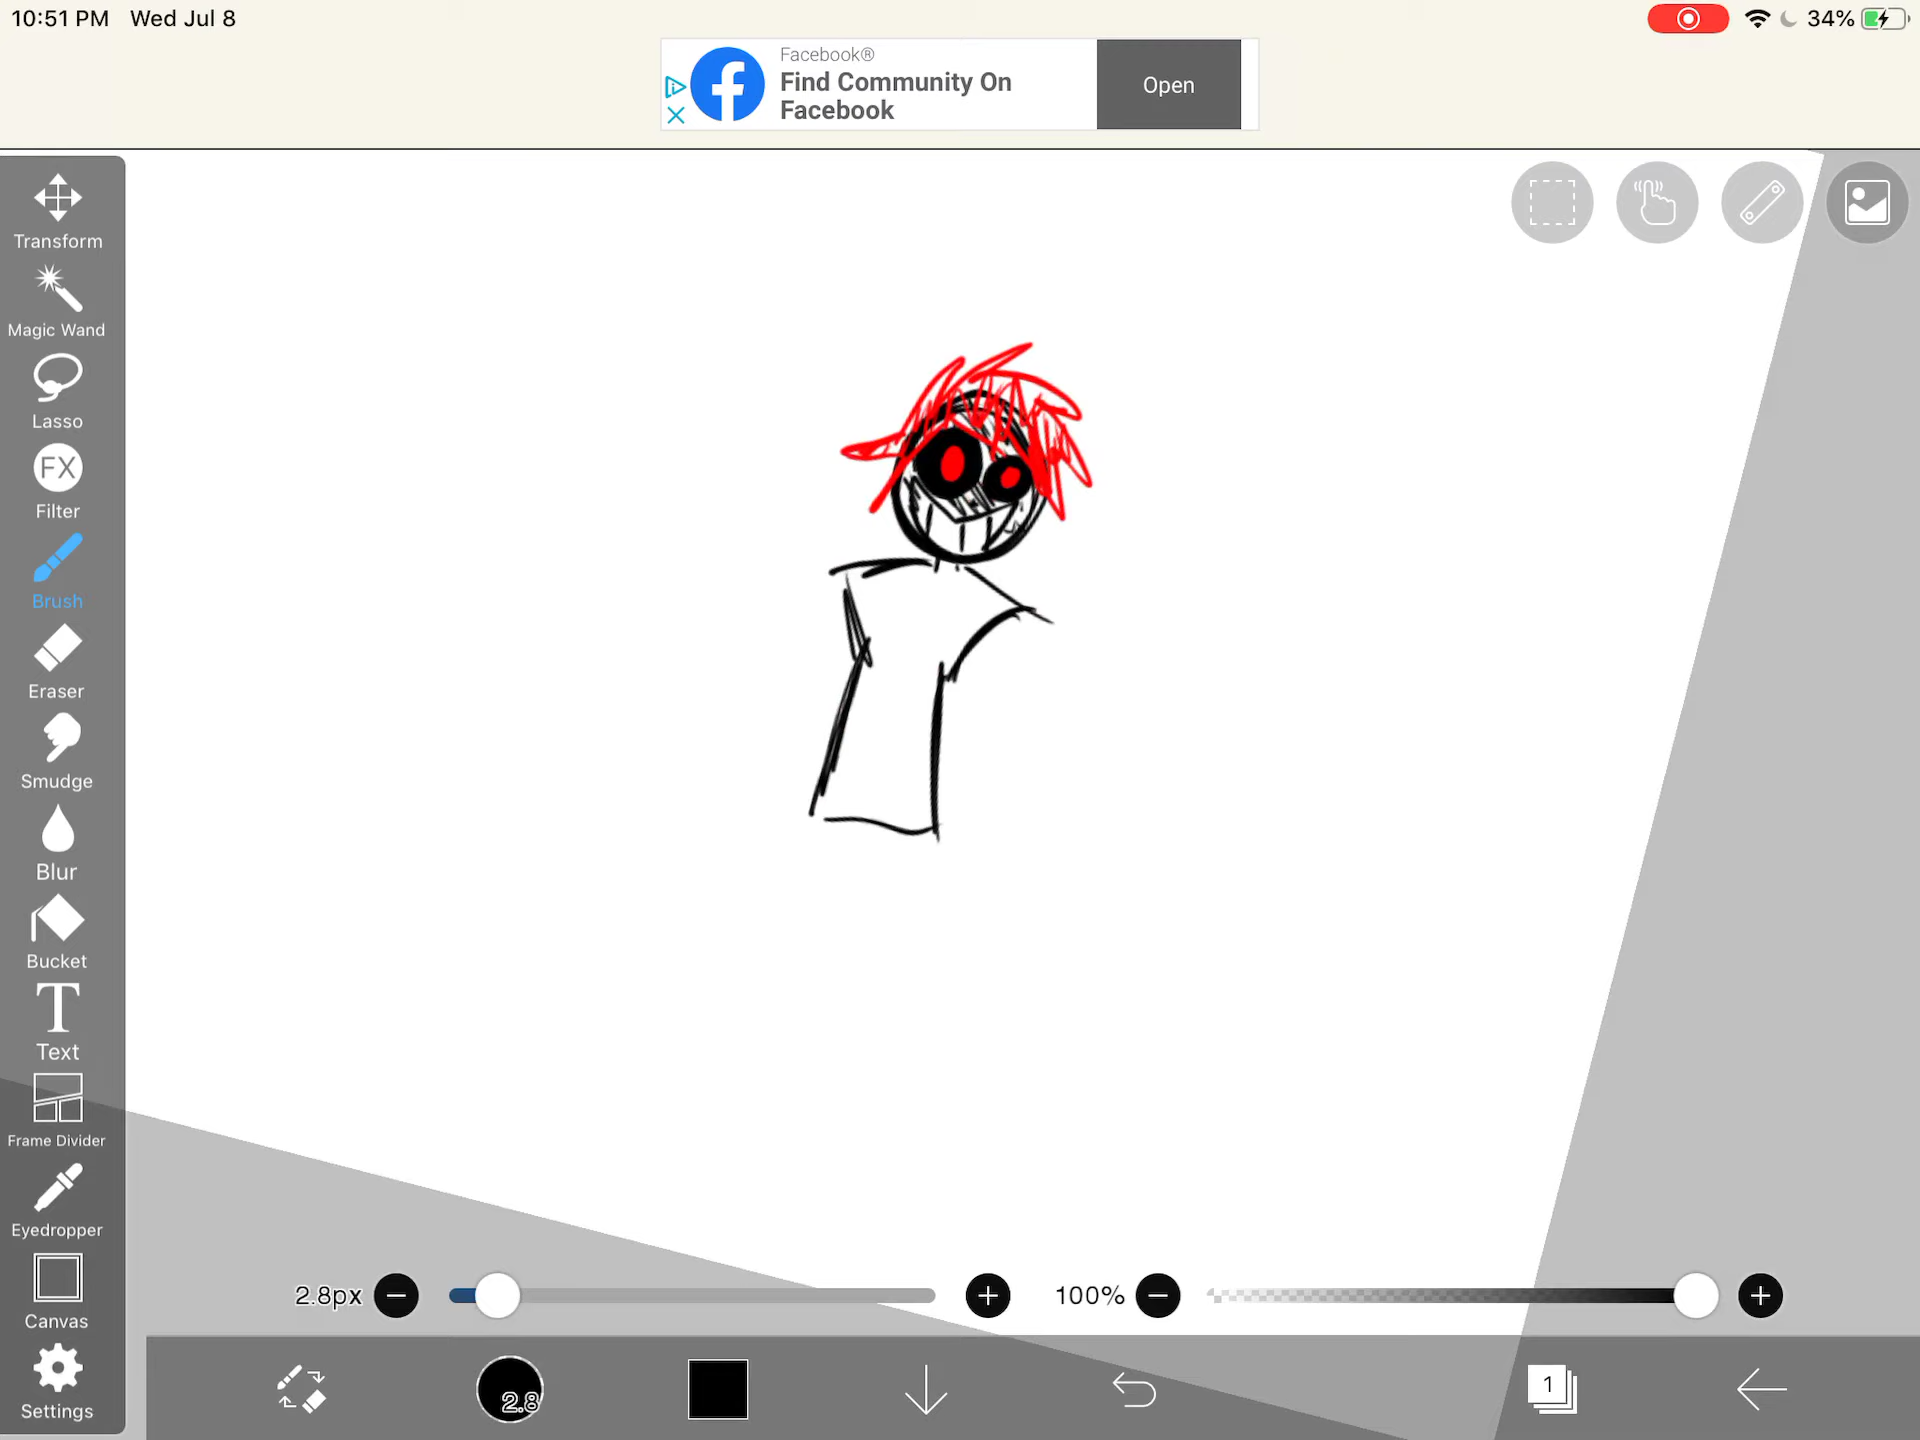 10:51 PM Wed Jul 8
34%
Facebook®
Find Community On
Facebook
Open
Transform
Magic Wand
Lasso
FX
Filter
Brush
Eraser
Smudge
Blur
Bucket
T
Text
Frame Divider
Eyedropper
Canvas
Settings
2.8px
100%
2.8
1